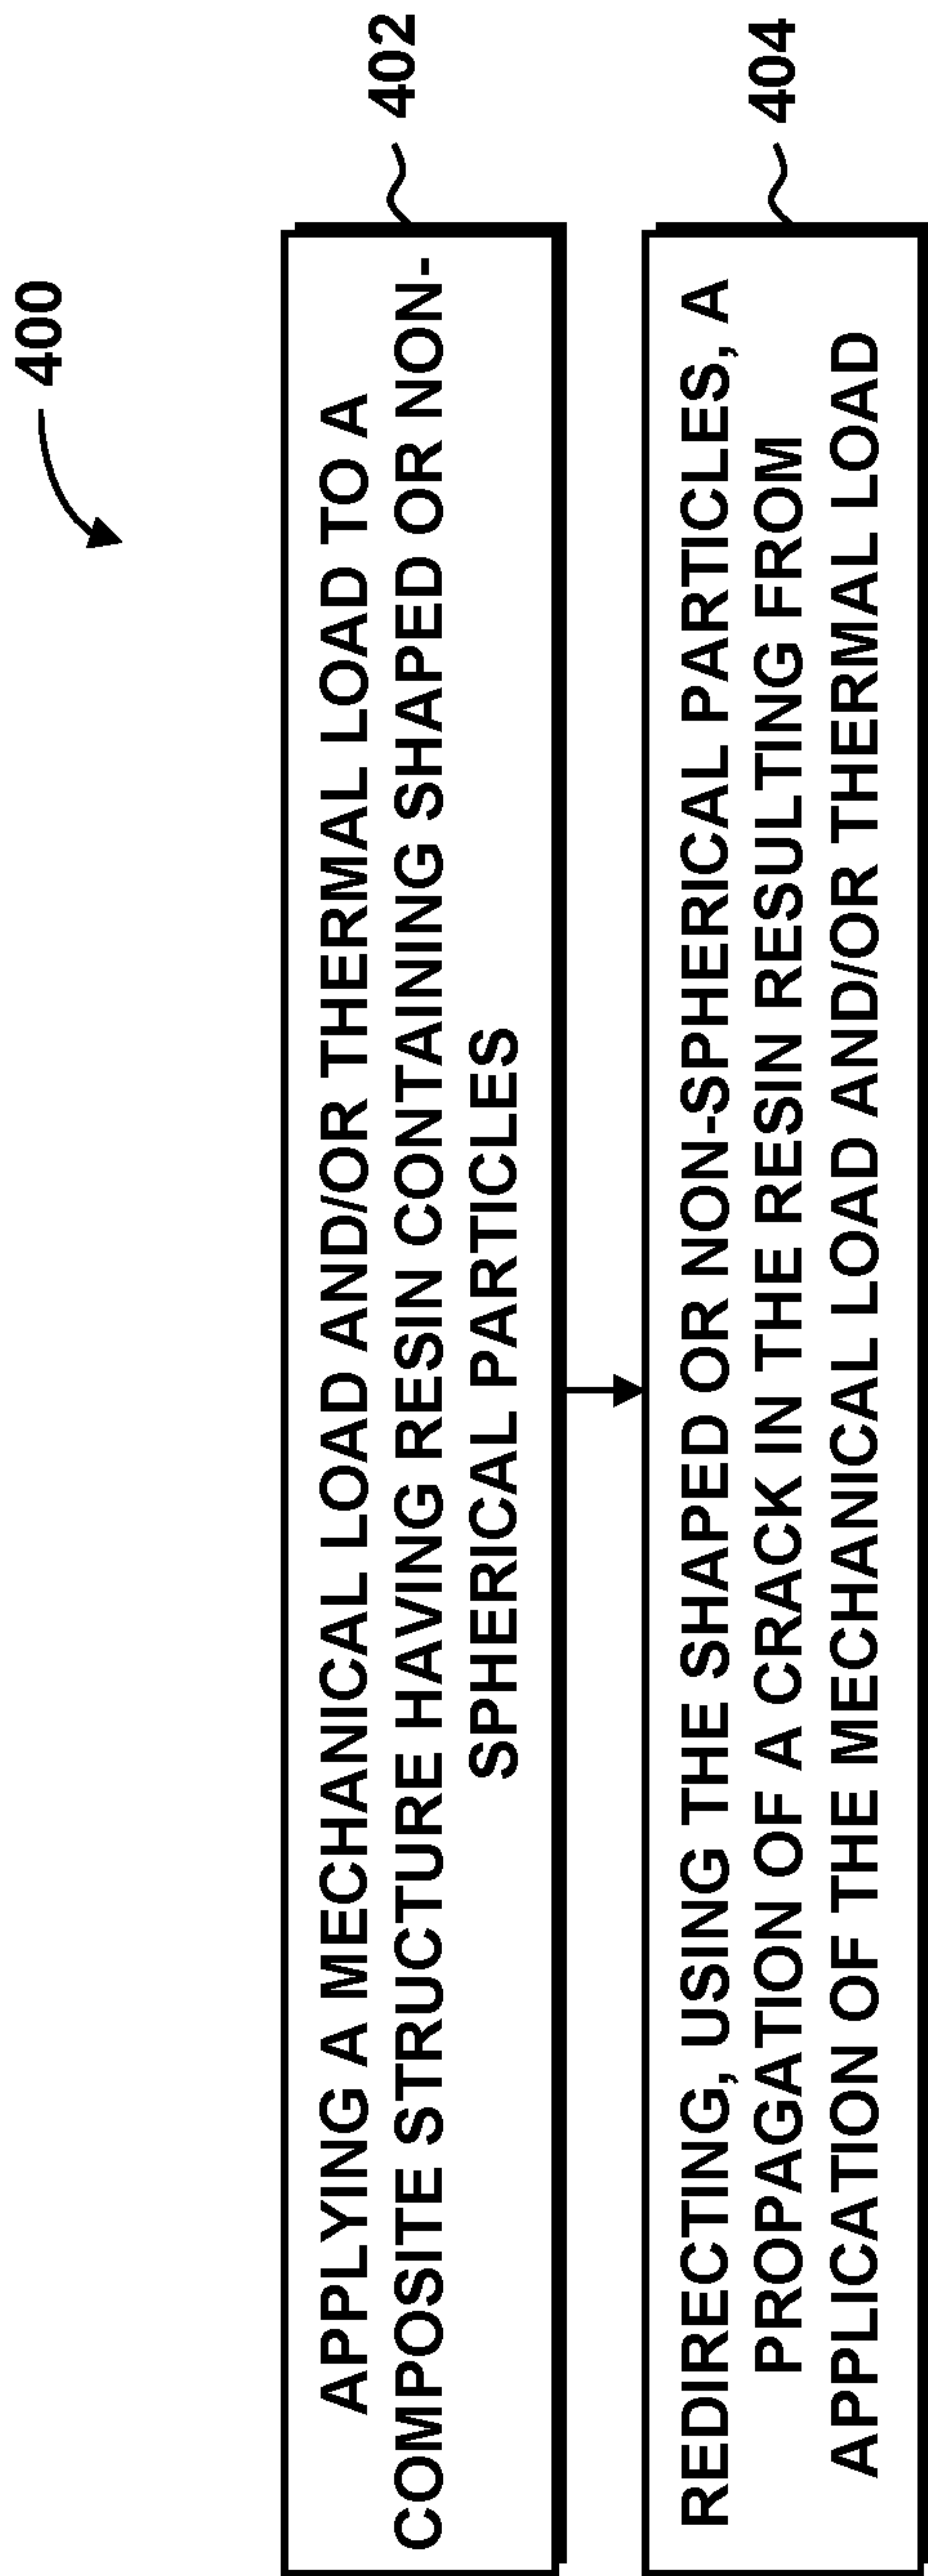 400
APPLYING A MECHANICAL LOAD AND/OR THERMAL LOAD TO A
COMPOSITE STRUCTURE HAVING RESIN CONTAINING SHAPED OR NON-
SPHERICAL PARTICLES
402
REDIRECTING, USING THE SHAPED OR NON-SPHERICAL PARTICLES, A
PROPAGATION OF A CRACK IN THE RESIN RESULTING FROM
APPLICATION OF THE MECHANICAL LOAD AND/OR THERMAL LOAD
404